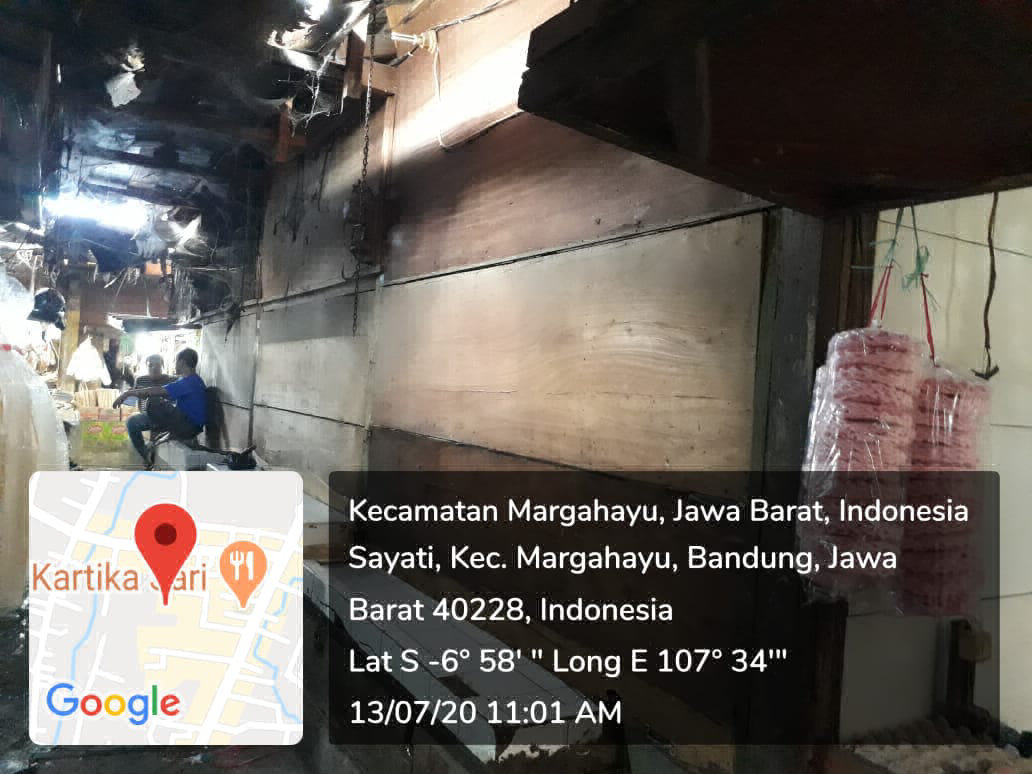 Kartika Sari
Google
Kecamatan Margahayu, Jawa Barat, Indonesia
Sayati, Kec. Margahayu, Bandung, Jawa
Barat 40228, Indonesia
Lat S -6° 58' " Long E 107° 34'"
13/07/20 11:01 AM